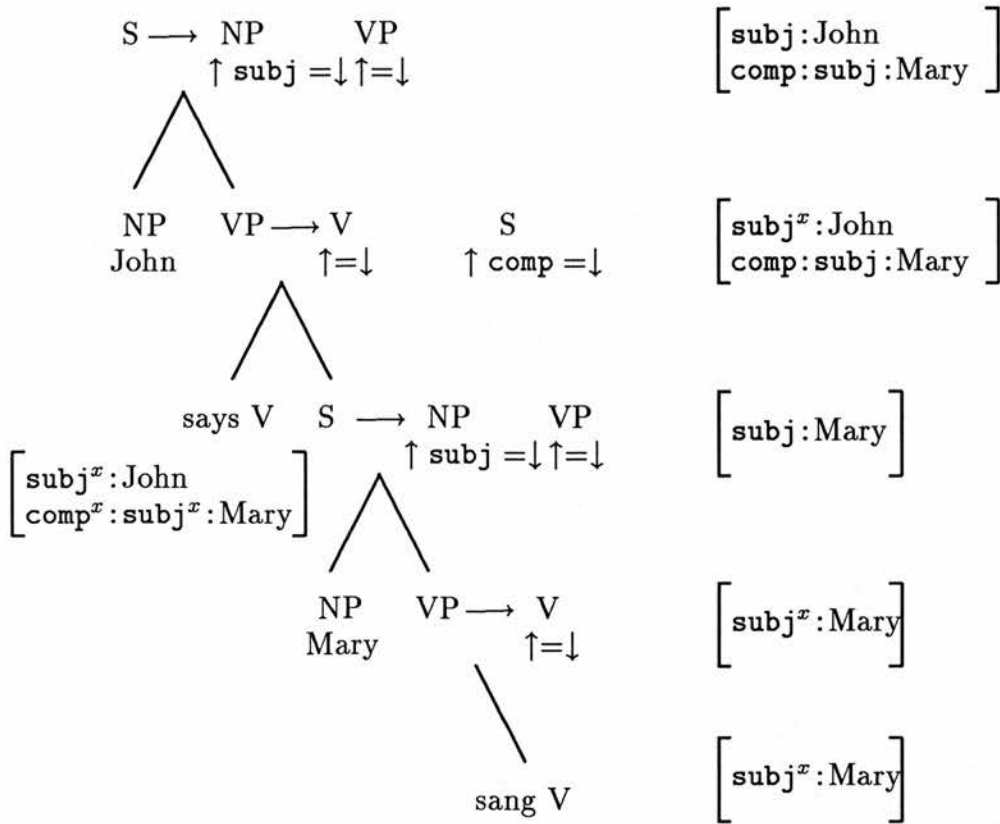 S ⟶ NP VP
↑ subj =↓ ↑=↓
[subj:John
comp:subj:Mary]
NP VP ⟶ V S
John ↑=↓ ↑ comp =↓
[subjˣ:John
comp:subj:Mary]
says V S ⟶ NP VP
↑ subj =↓ ↑=↓
[subj:Mary]
[subjˣ:John
compˣ:subjˣ:Mary]
NP VP ⟶ V
Mary ↑=↓
[subjˣ:Mary]
sang V
[subjˣ:Mary]